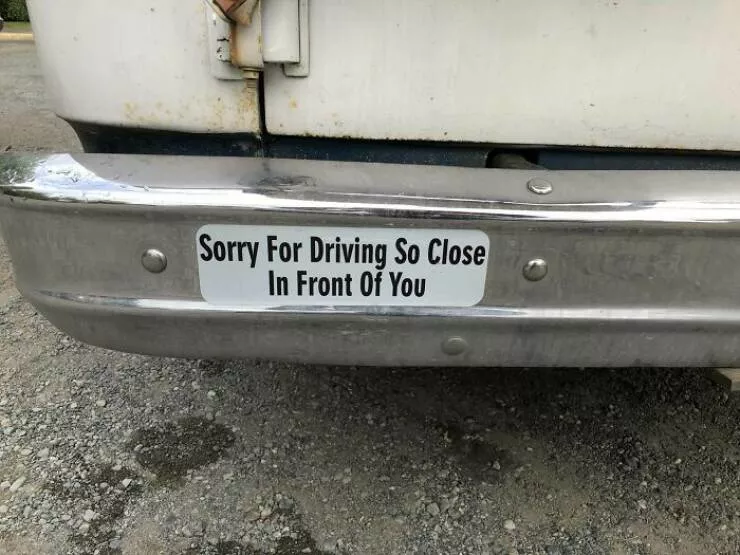 Sorry For Driving So Close
In Front Of You